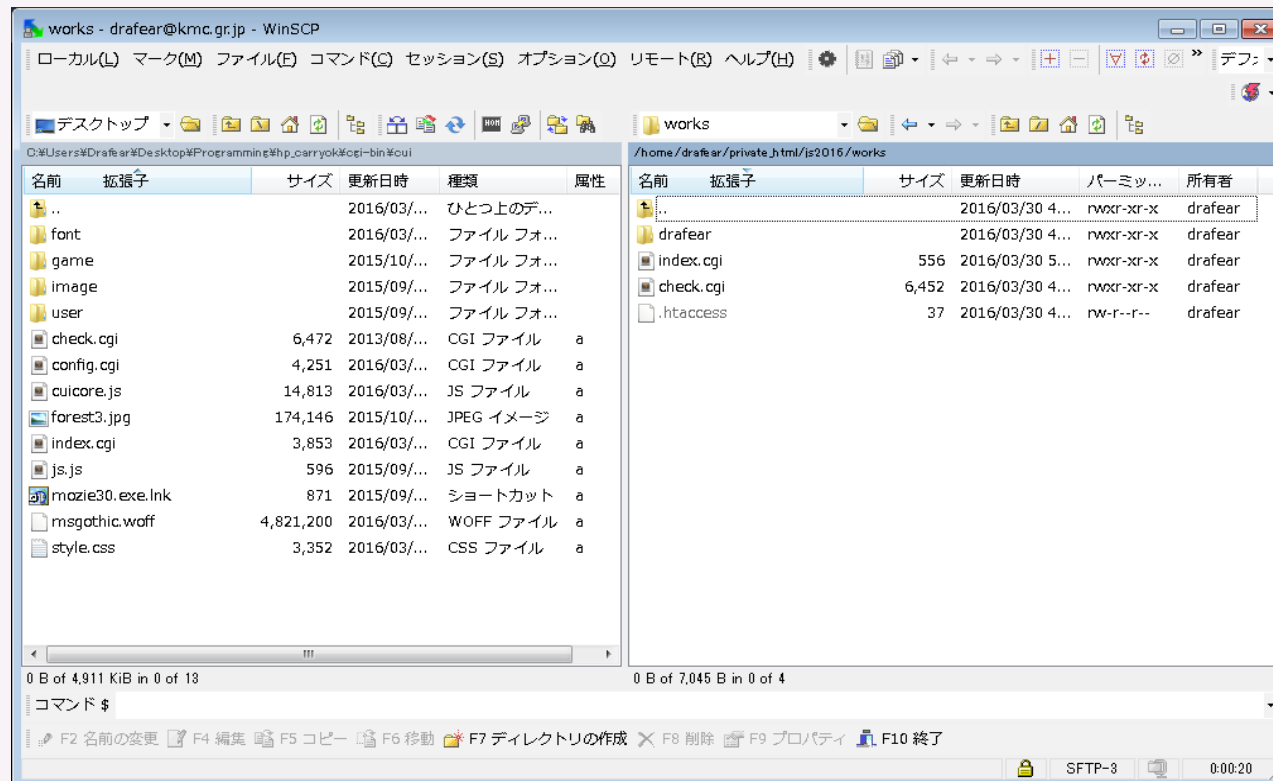 works - drafear@kmc.gr.jp - WinSCP
ローカル(L) マーク(M) ファイル(F) コマンド(C) セッション(S) オプション(O) リモート(R) ヘルプ(H) » デフ:
デスクトップ works
C:¥Users¥Drafear¥Desktop¥Programming¥hp_carryok¥cgi-bin¥cui /home/drafear/private_html/js2016/works
名前 拡張子 サイズ 更新日時 種類 属性 名前 拡張子 サイズ 更新日時 パーミッ... 所有者
.. 2016/03/... ひとつ上のデ... .. 2016/03/30 4... rwxr-xr-x drafear
font 2016/03/... ファイル フォ... drafear 2016/03/30 4... rwxr-xr-x drafear
game 2015/10/... ファイル フォ... index.cgi 556 2016/03/30 5... rwxr-xr-x drafear
image 2015/09/... ファイル フォ... check.cgi 6,452 2016/03/30 4... rwxr-xr-x drafear
user 2015/09/... ファイル フォ... .htaccess 37 2016/03/30 4... rw-r--r-- drafear
check.cgi 6,472 2013/08/... CGI ファイル a
config.cgi 4,251 2016/03/... CGI ファイル a
cuicore.js 14,813 2016/03/... JS ファイル a
forest3.jpg 174,146 2015/10/... JPEG イメージ a
index.cgi 3,853 2016/03/... CGI ファイル a
js.js 596 2015/09/... JS ファイル a
mozie30.exe.lnk 871 2015/09/... ショートカット a
msgothic.woff 4,821,200 2016/03/... WOFF ファイル a
style.css 3,352 2016/03/... CSS ファイル a
0 B of 4,911 KiB in 0 of 13 0 B of 7,045 B in 0 of 4
コマンド $
F2 名前の変更 F4 編集 F5 コピー F6 移動 F7 ディレクトリの作成 F8 削除 F9 プロパティ F10 終了
SFTP-3 0:00:20